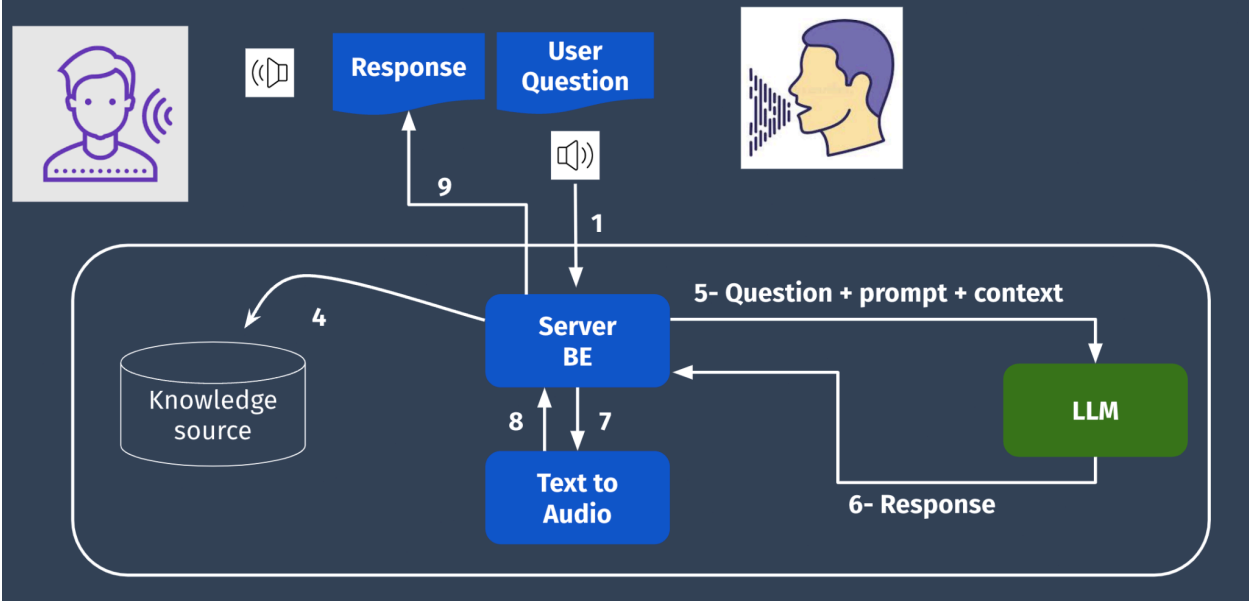 Response
User
Question
9
1
4
5- Question + prompt + context
Server
BE
Knowledge
source
LLM
8
7
Text to
Audio
6- Response